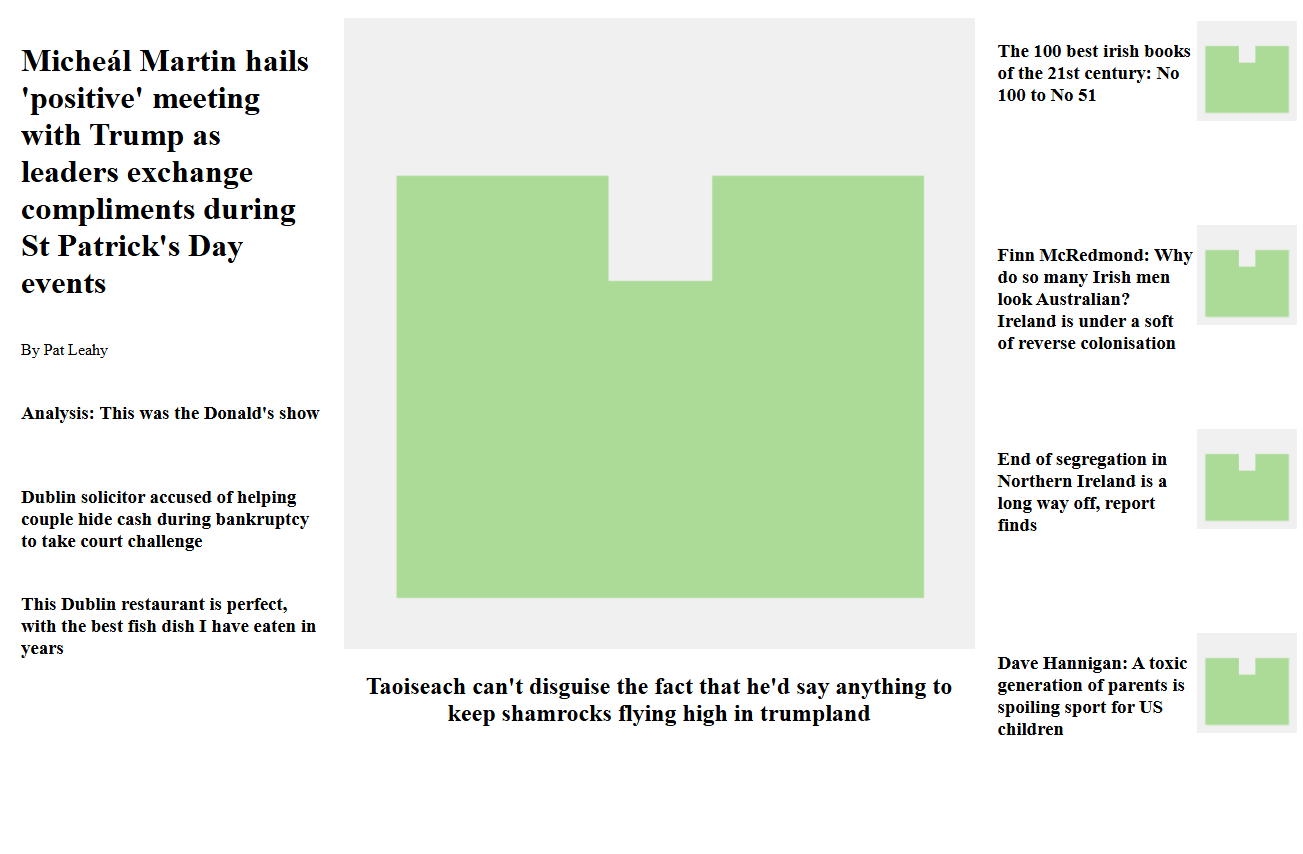 Micheál Martin hails
'positive' meeting
with Trump as
leaders exchange
compliments during
St Patrick's Day
events
By Pat Leahy
Analysis: This was the Donald's show
Dublin solicitor accused of helping
couple hide cash during bankruptcy
to take court challenge
This Dublin restaurant is perfect,
with the best fish dish I have eaten in
years
Taoiseach can't disguise the fact that he'd say anything to
keep shamrocks flying high in trumpland
The 100 best irish books
of the 21st century: No
100 to No 51
Finn McRedmond: Why
do so many Irish men
look Australian?
Ireland is under a soft
of reverse colonisation
End of segregation in
Northern Ireland is a
long way off, report
finds
Dave Hannigan: A toxic
generation of parents is
spoiling sport for US
children